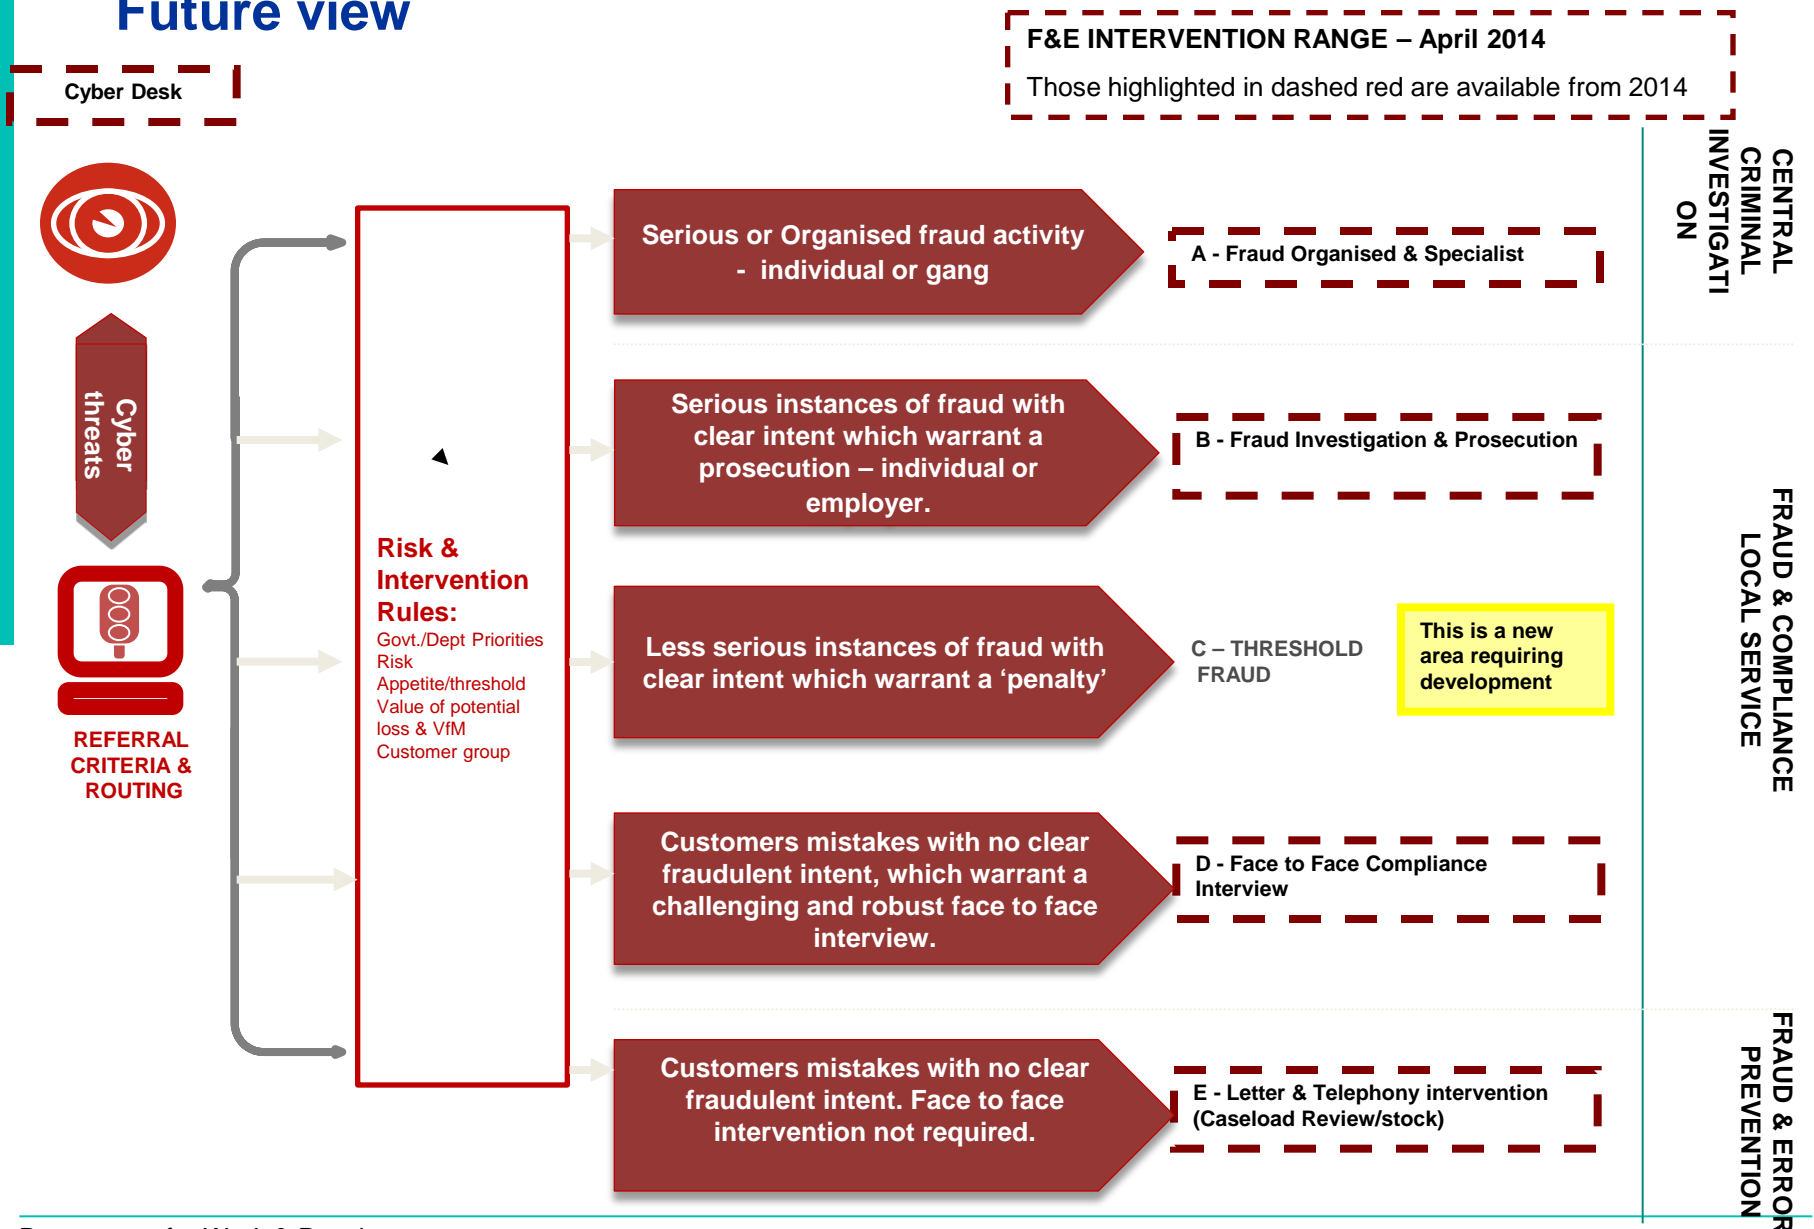 Future view
F&E INTERVENTION RANGE – April 2014
Those highlighted in dashed red are available from 2014
Cyber Desk
Cyber
threats
REFERRAL
CRITERIA &
ROUTING
Risk &
Intervention
Rules:
Govt./Dept Priorities
Risk
Appetite/threshold
Value of potential
loss & VfM
Customer group
Serious or Organised fraud activity
- individual or gang
A - Fraud Organised & Specialist
CENTRAL
CRIMINAL
INVESTIGATI
ON
Serious instances of fraud with
clear intent which warrant a
prosecution – individual or
employer.
B - Fraud Investigation & Prosecution
Less serious instances of fraud with
clear intent which warrant a ‘penalty’
C – THRESHOLD
FRAUD
This is a new
area requiring
development
FRAUD & COMPLIANCE
LOCAL SERVICE
Customers mistakes with no clear
fraudulent intent, which warrant a
challenging and robust face to face
interview.
D - Face to Face Compliance
Interview
Customers mistakes with no clear
fraudulent intent. Face to face
intervention not required.
E - Letter & Telephony intervention
(Caseload Review/stock)
FRAUD & ERROR
PREVENTION